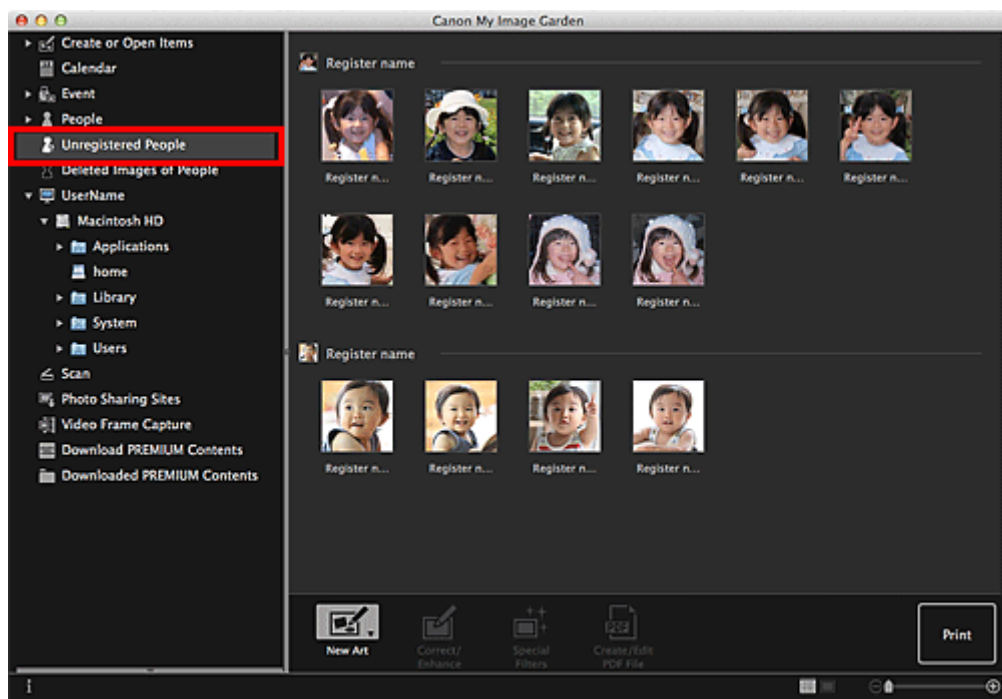 Canon My Image Garden
Create or Open Items
Calendar
Event
People
Unregistered People
Deleted Images of People
UserName
Macintosh HD
Applications
home
Library
System
Users
Scan
Photo Sharing Sites
Video Frame Capture
Download PREMIUM Contents
Downloaded PREMIUM Contents
Register name
Register n... Register n... Register n... Register n... Register n... Register n...
Register n... Register n... Register n... Register n...
Register name
Register n... Register n... Register n... Register n...
New Art
Correct/
Enhance
Special
Filters
Create/Edit
PDF File
Print